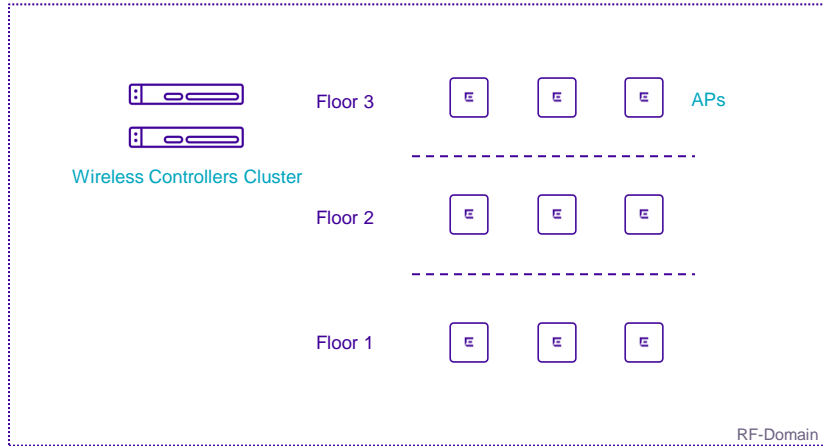 Floor 3
APs
Wireless Controllers Cluster
Floor 2
Floor 1
RF-Domain